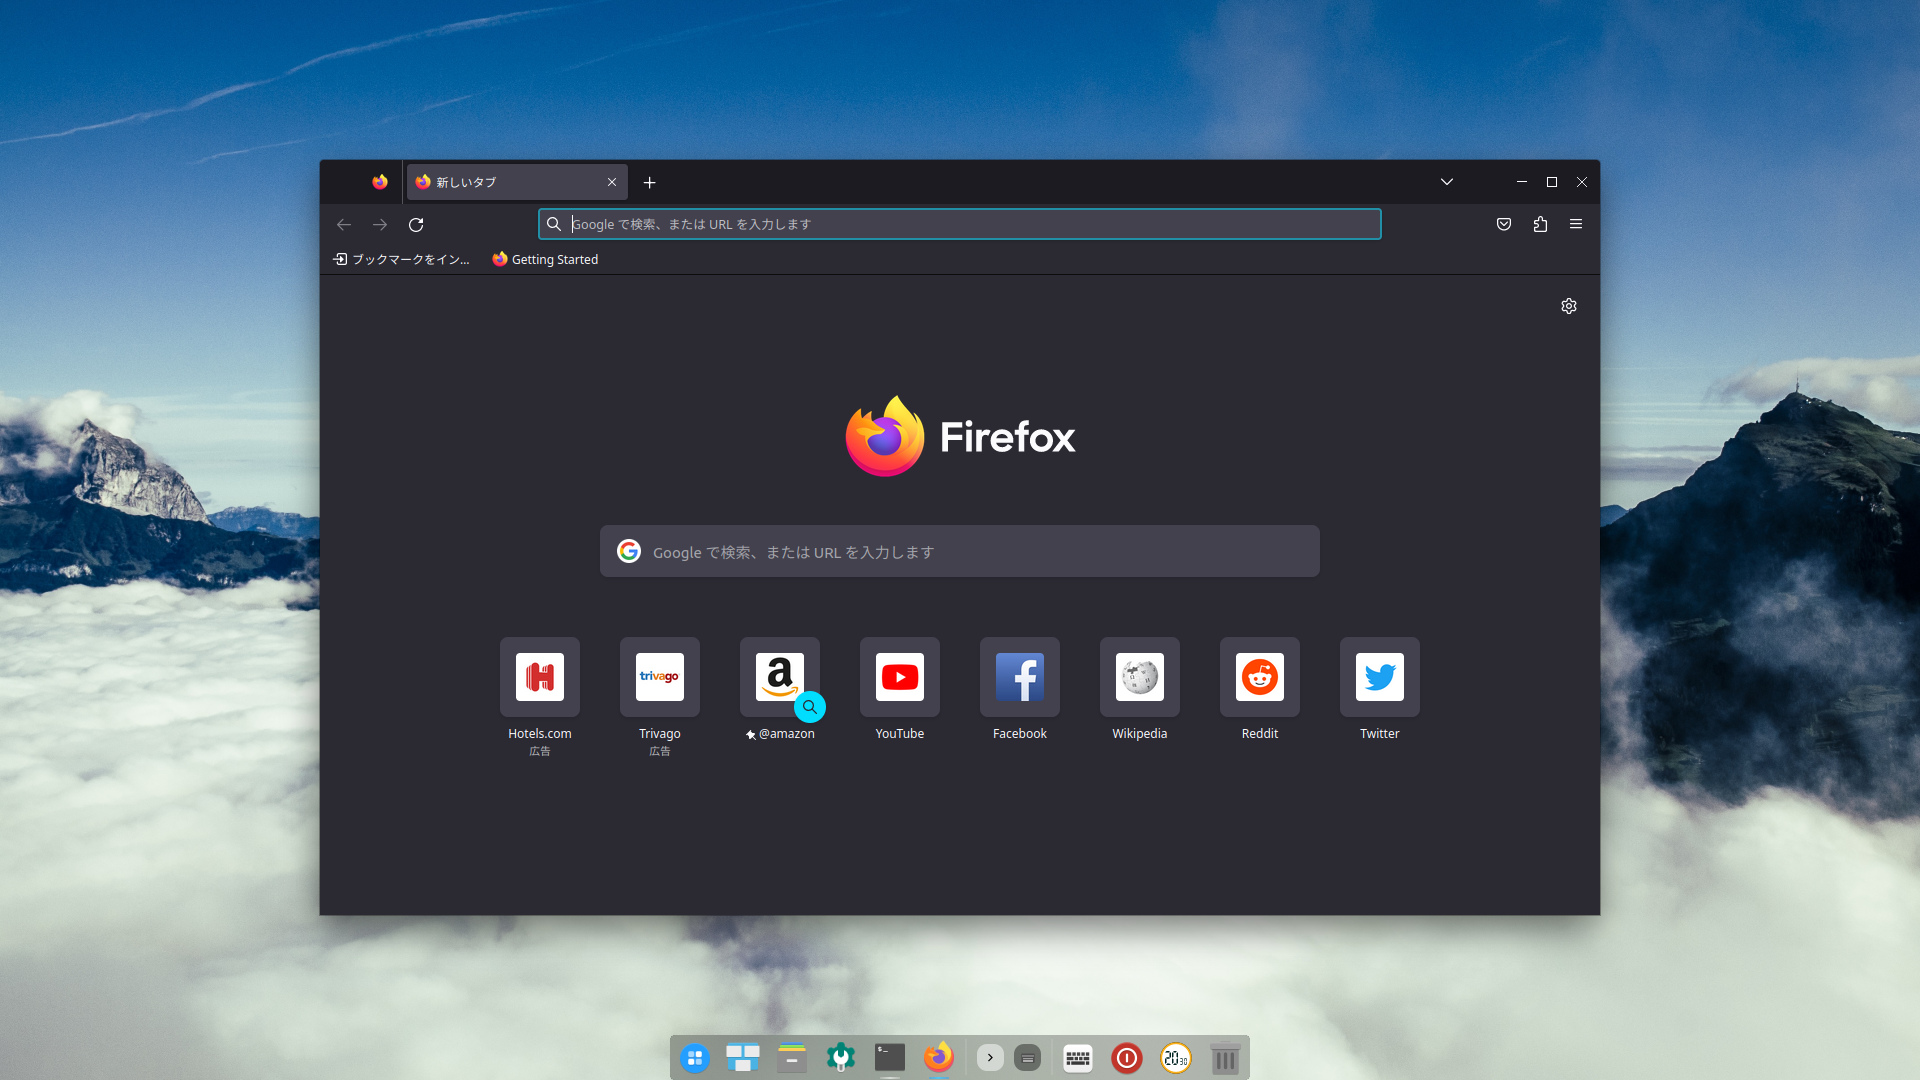 新しいタブ
Google で検索、または URL を入力します
ブックマークをイン...
Getting Started
Firefox
Google で検索、または URL を入力します
trivago
Hotels.com
Trivago
@amazon
YouTube
Facebook
Wikipedia
Reddit
Twitter
広告
広告
20 30